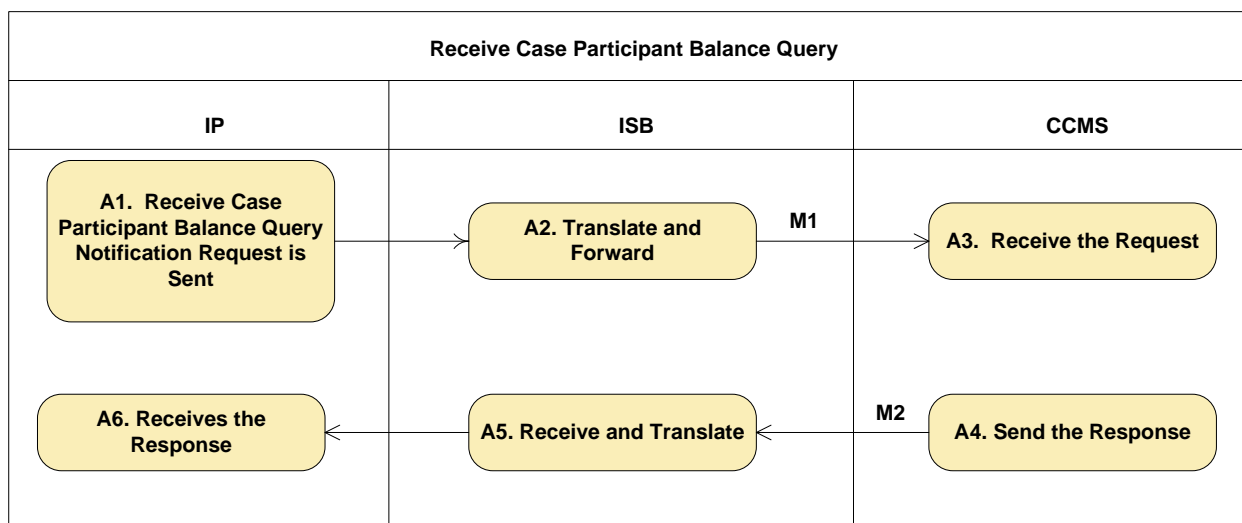 Receive Case Participant Balance Query
IP
ISB
CCMS
A1.  Receive Case
Participant Balance Query
Notification Request is
Sent
A2. Translate and
Forward
M1
A3.  Receive the Request
A6. Receives the
Response
A5. Receive and Translate
M2
A4. Send the Response